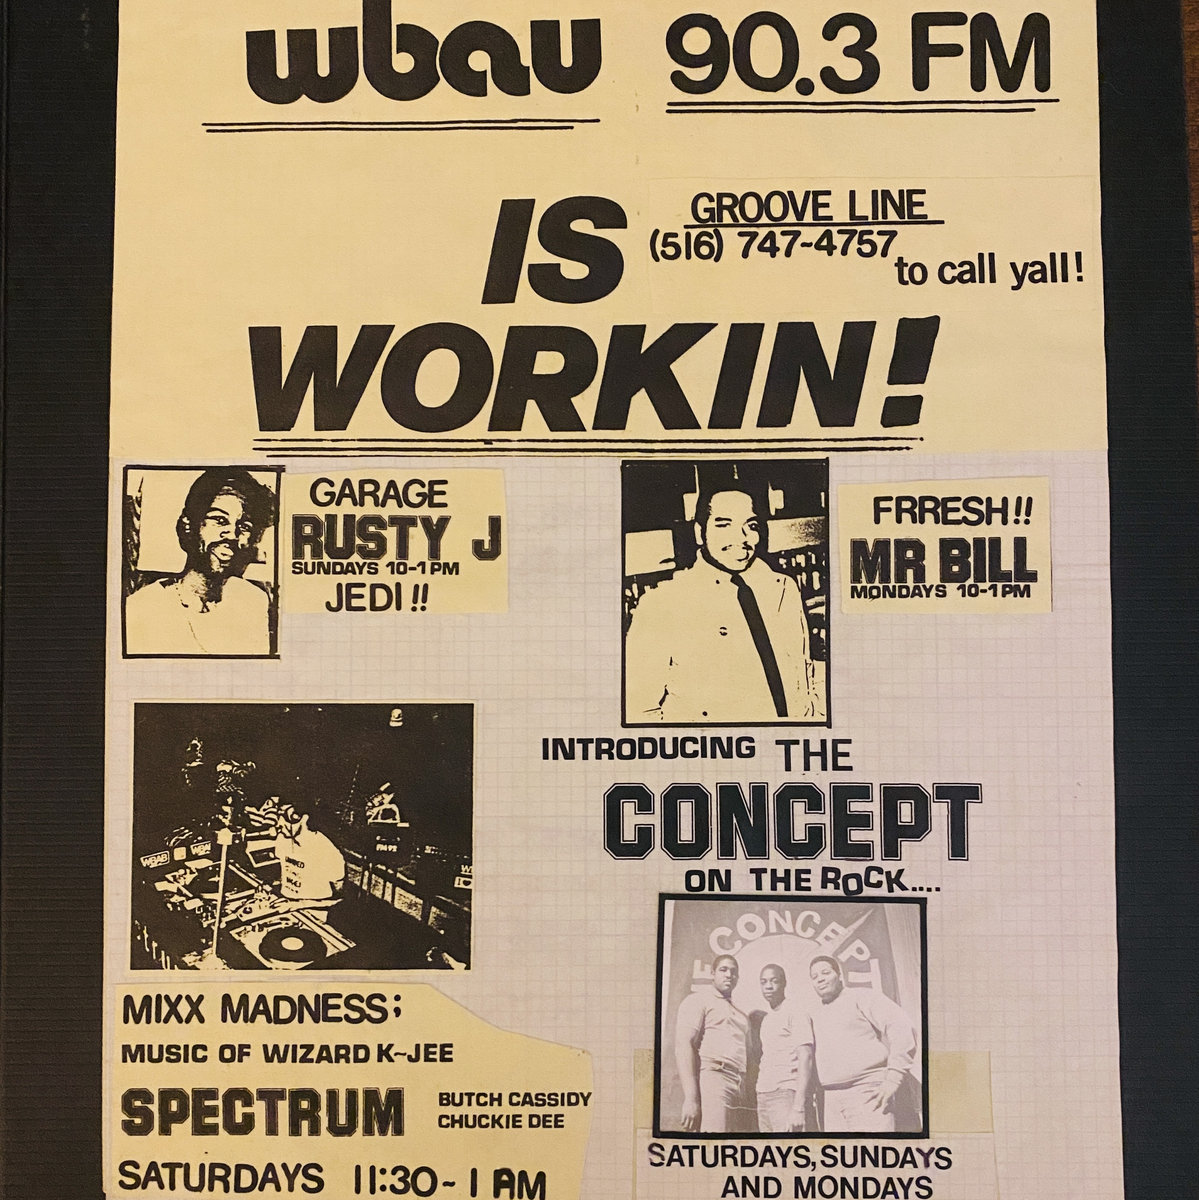 wbau 90.3 FM
IS
GROOVE LINE
(516) 747-4757
to call yall!
WORKIN!
GARAGE
RUSTY J
SUNDAYS 10-1 PM
JEDI!!
FRRESH!!
MR BILL
MONDAYS 10-1 PM
INTRODUCING THE
CONCEPT
ON THE ROCK....
WBAB
CONCEPT
MIXX MADNESS;
MUSIC OF WIZARD K-JEE
SPECTRUM
BUTCH CASSIDY
CHUCKIE DEE
SATURDAYS 11:30-1 AM
SATURDAYS, SUNDAYS
AND MONDAYS